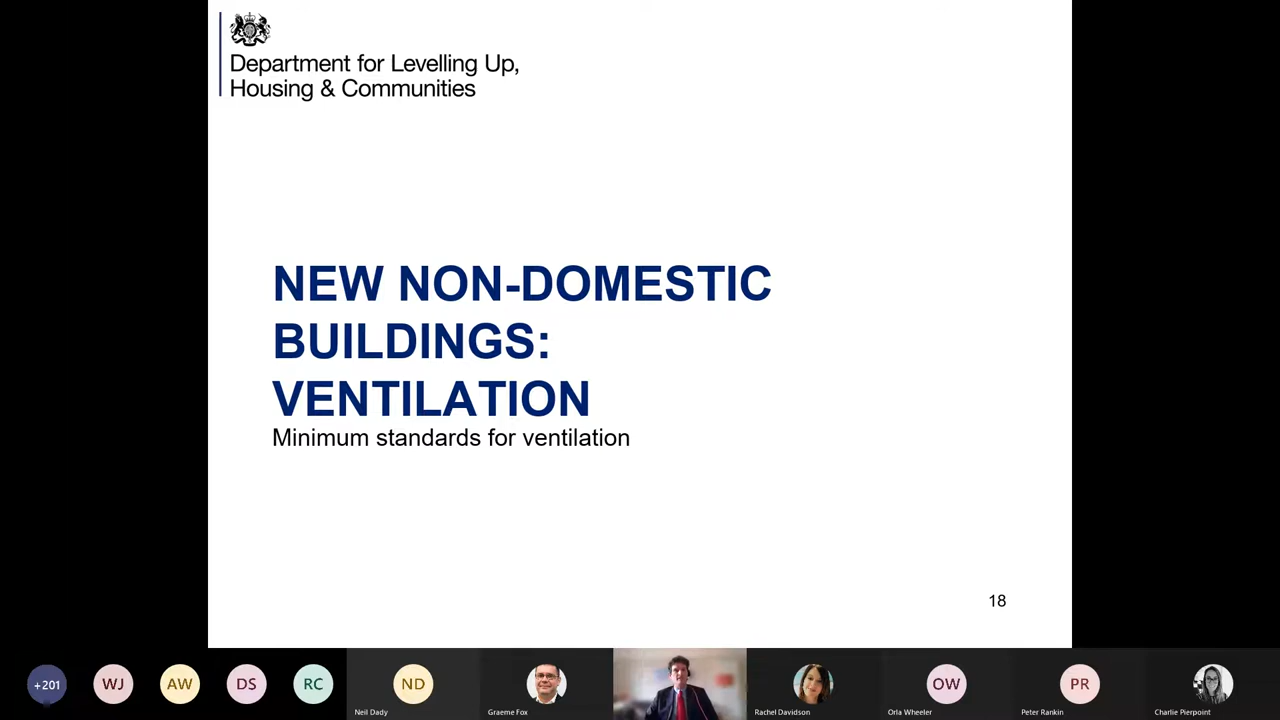 Department for Levelling Up,
Housing & Communities
NEW NON-DOMESTIC
BUILDINGS:
VENTILATION
Minimum standards for ventilation
18
+201
WJ
AW
DS
RC
ND
OW
PR
Neil Dady
Graeme Fox
Rachel Davidson
Orla Wheeler
Peter Rankin
Charlie Pierpoint